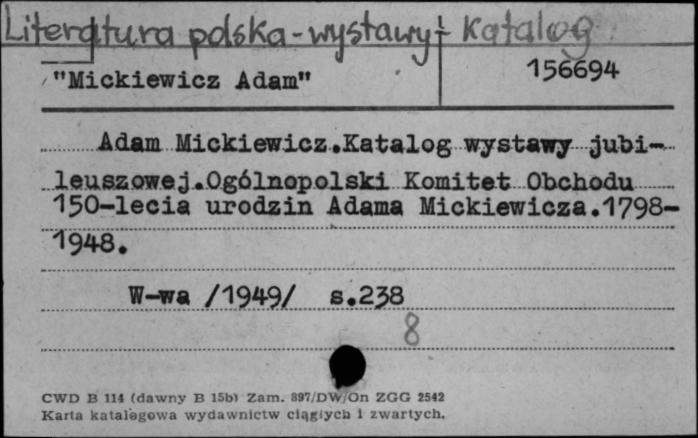 Literatura polska - wystawy - katalog
"Mickiewicz Adam"
156694
Adam Mickiewicz.Katalog wystawy jubi-
leuszowej.Ogólnopolski Komitet Obchodu
150-lecia urodzin Adama Mickiewicza.1798-
1948.
W-wa /1949/ s.238
8
CWD B 114 (dawny B 15b) Zam. 897/DW/On ZGG 2542
Karta katalogowa wydawnictw ciągłych i zwartych.